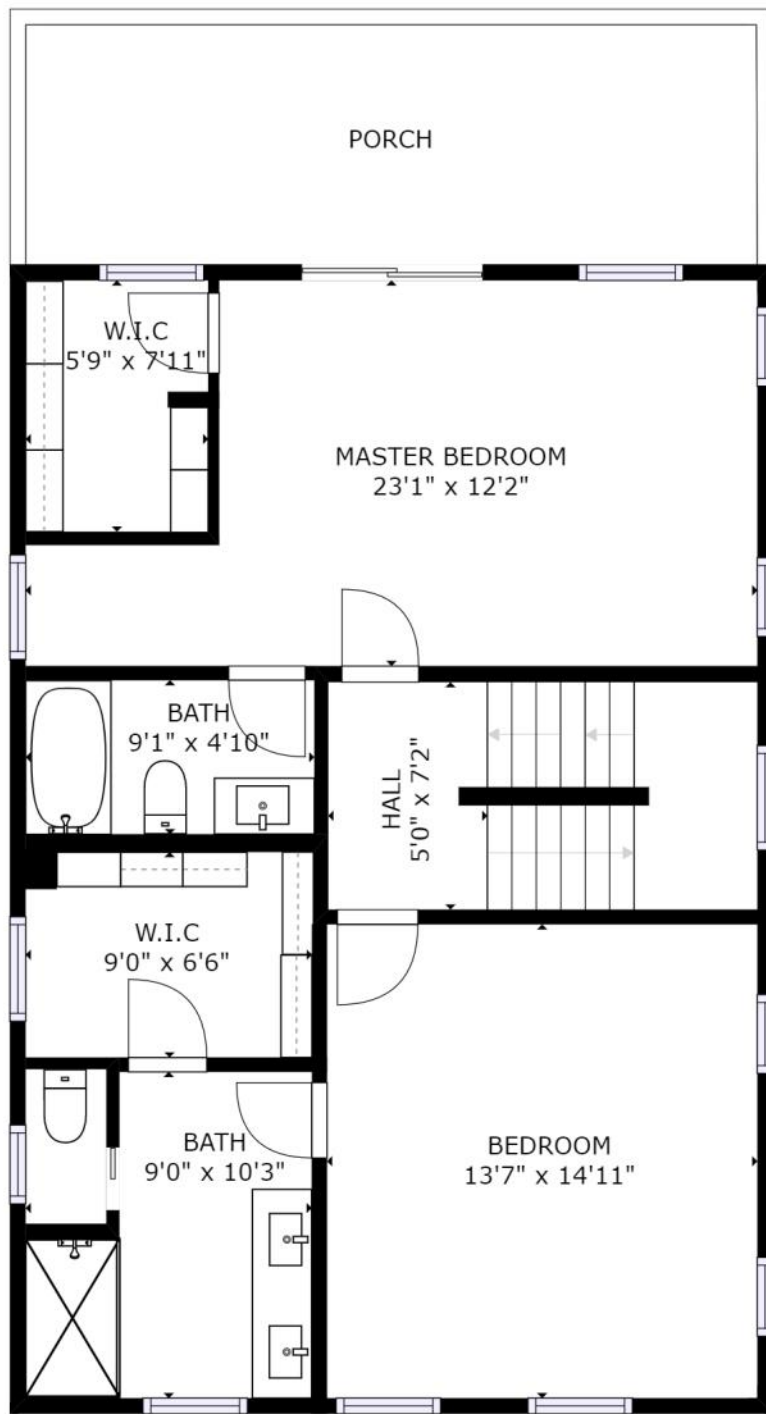 PORCH
W.I.C
5'9" x 7'11"
MASTER BEDROOM
23'1" x 12'2"
BATH
9'1" x 4'10"
HALL
5'0" x 7'2"
W.I.C
9'0" x 6'6"
BATH
9'0" x 10'3"
BEDROOM
13'7" x 14'11"